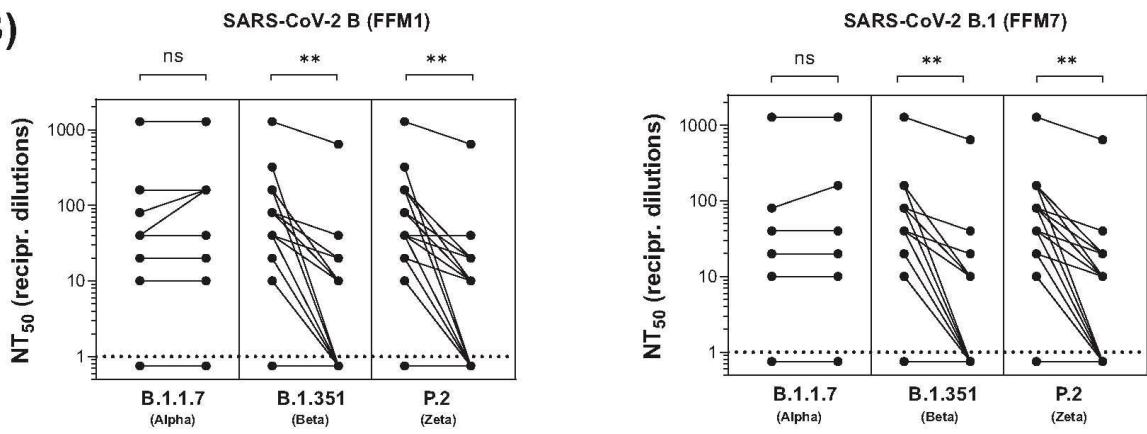 SARS-CoV-2 B (FFM1)
ns ** **
NT50 (recipr. dilutions)
1000
100
10
1
B.1.1.7 B.1.351 P.2
(Alpha) (Beta) (Zeta)
SARS-CoV-2 B.1 (FFM7)
ns ** **
NT50 (recipr. dilutions)
1000
100
10
1
B.1.1.7 B.1.351 P.2
(Alpha) (Beta) (Zeta)